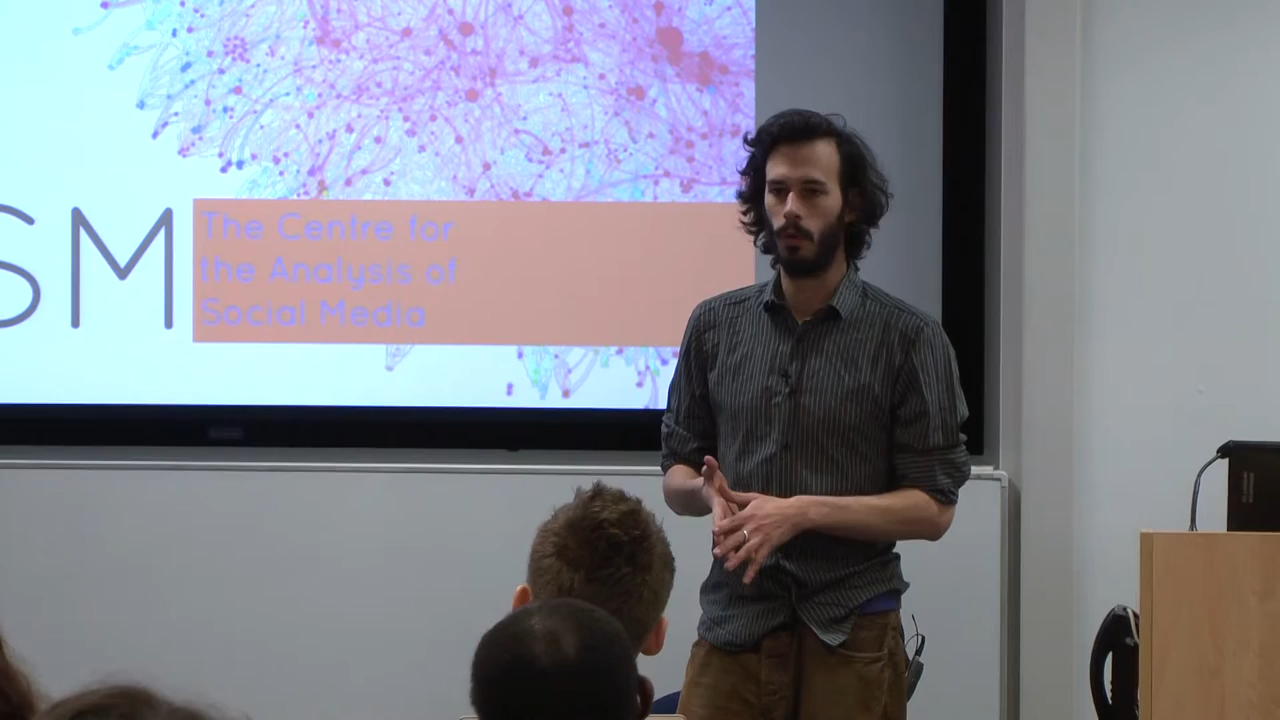 SM
The Centre for
the Analysis of
Social Media